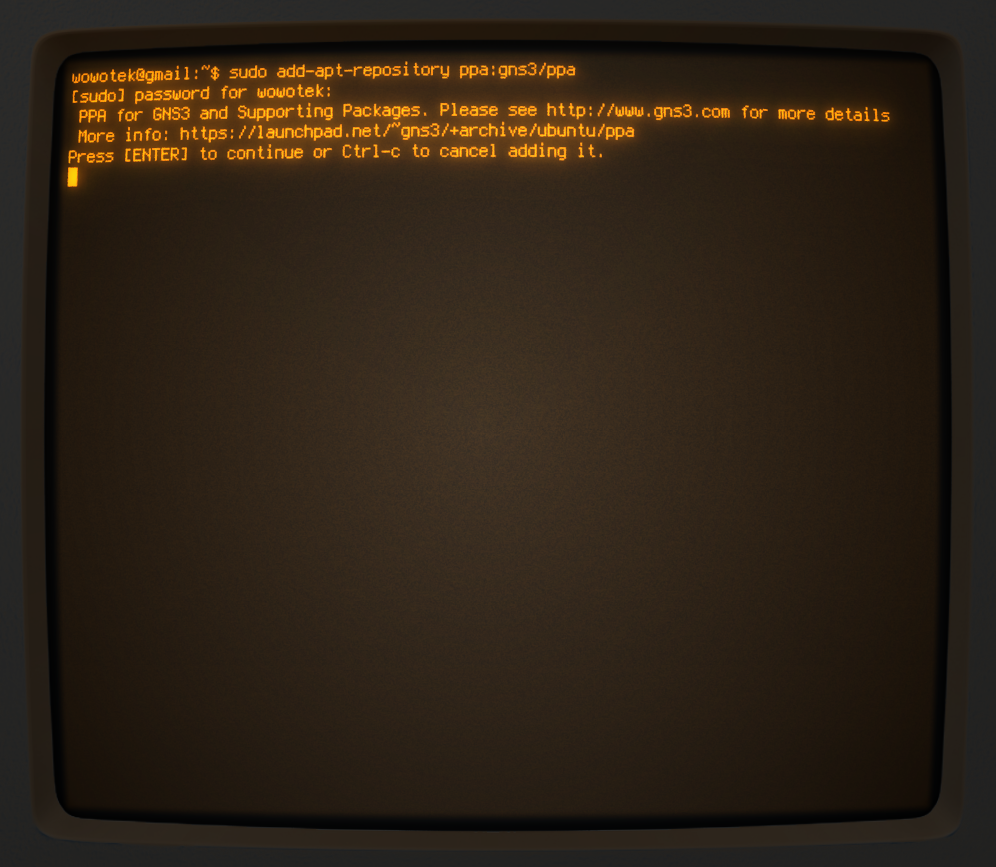 wowotek@gmail:~$ sudo add-apt-repository ppa:gns3/ppa
[sudo] password for wowotek:
PPA for GNS3 and Supporting Packages. Please see http://www.gns3.com for more details
More info: https://launchpad.net/~gns3/+archive/ubuntu/ppa
Press [ENTER] to continue or Ctrl-c to cancel adding it.